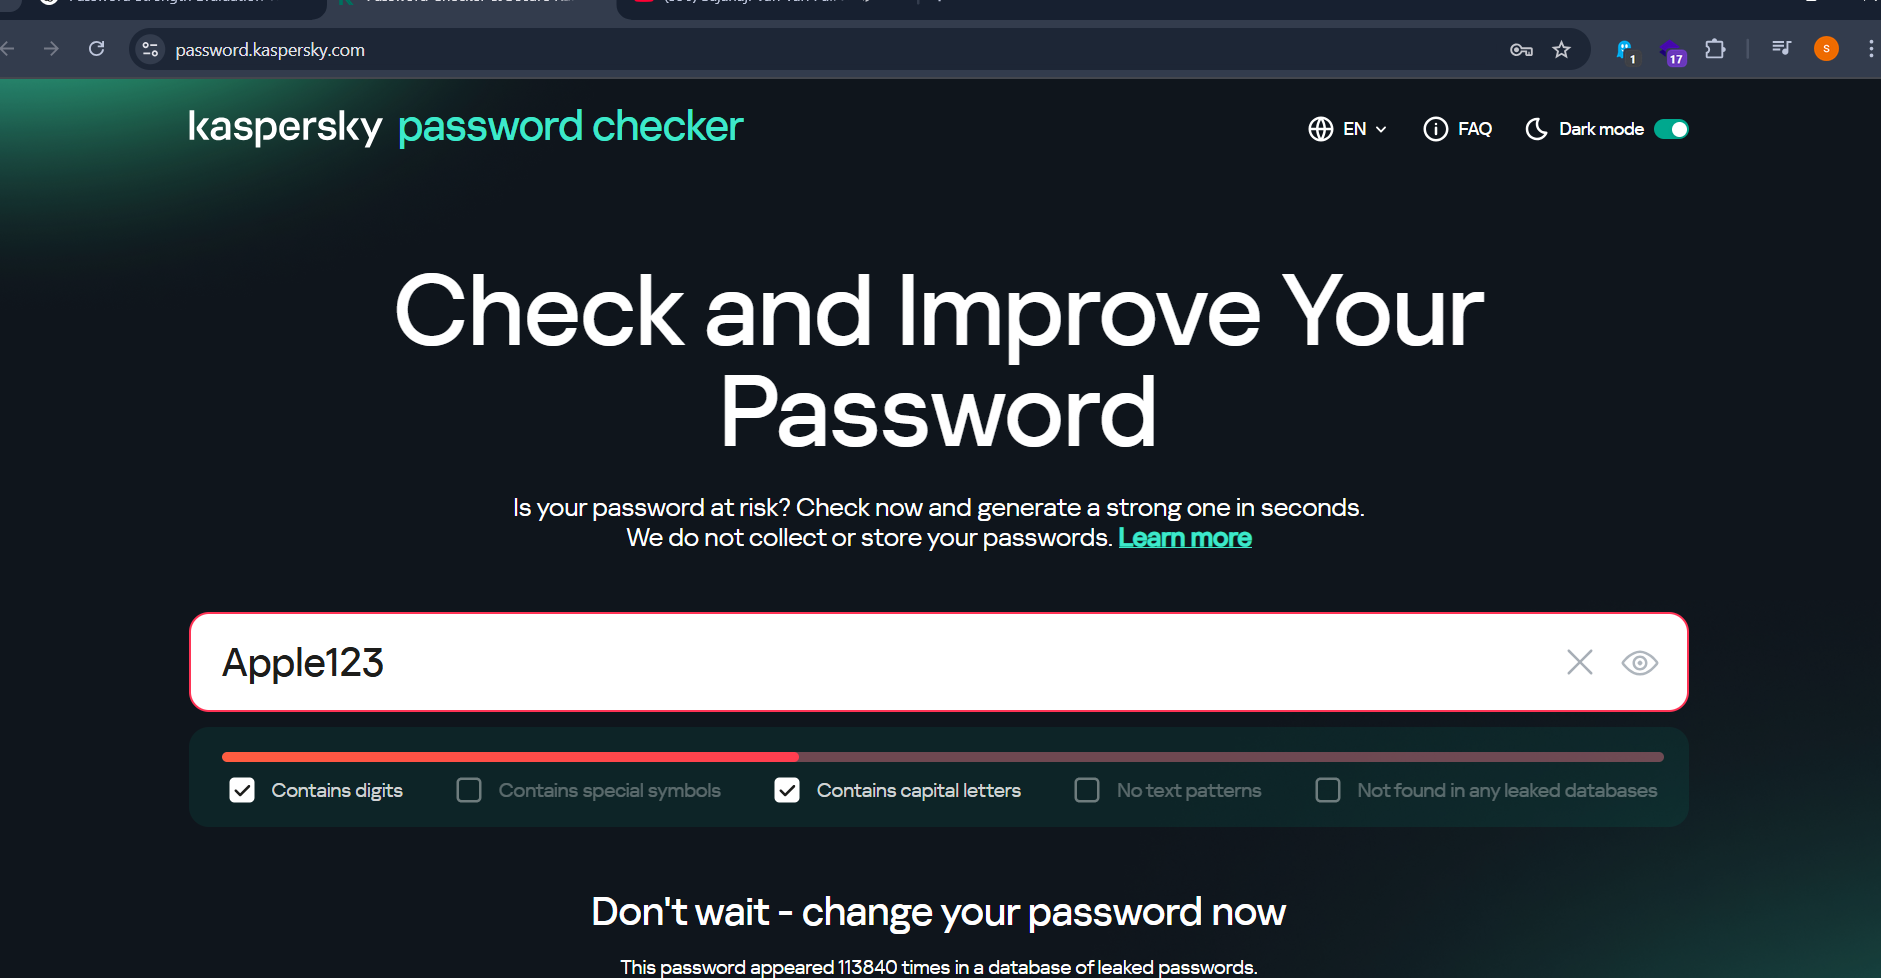 password.kaspersky.com
1
17
S
kaspersky password checker
EN
FAQ
Dark mode
Check and Improve Your
Password
Is your password at risk? Check now and generate a strong one in seconds.
We do not collect or store your passwords. Learn more
Apple123
Contains digits
Contains special symbols
Contains capital letters
No text patterns
Not found in any leaked databases
Don't wait - change your password now
This password appeared 113840 times in a database of leaked passwords.